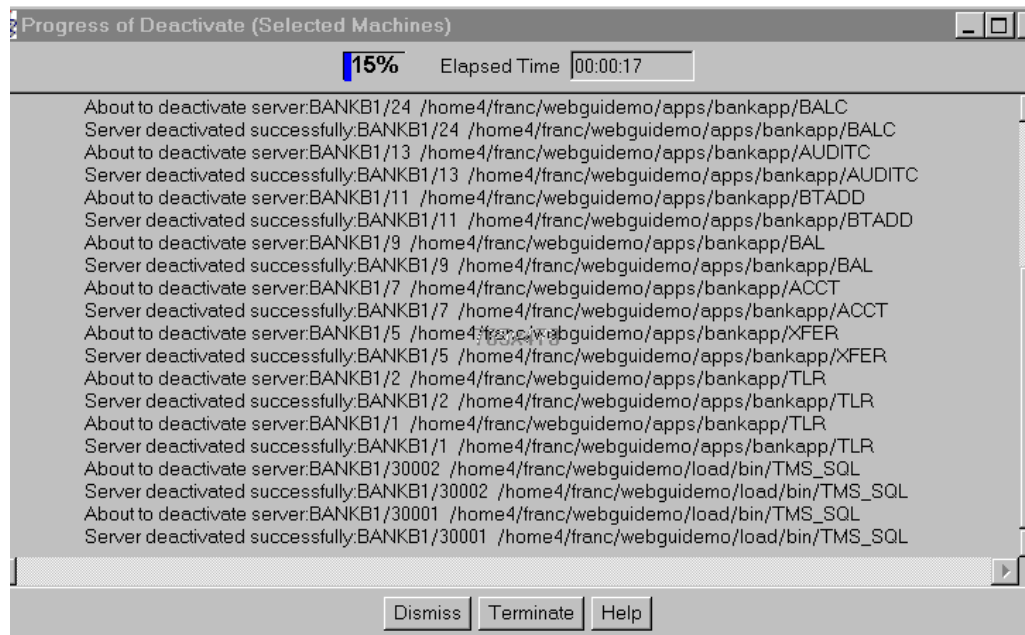 Progress of Deactivate (Selected Machines)
15% Elapsed Time 00:00:17
About to deactivate server:BANKB1/24 /home4/franc/webguidemo/apps/bankapp/BALC
Server deactivated successfully:BANKB1/24 /home4/franc/webguidemo/apps/bankapp/BALC
About to deactivate server:BANKB1/13 /home4/franc/webguidemo/apps/bankapp/AUDITC
Server deactivated successfully:BANKB1/13 /home4/franc/webguidemo/apps/bankapp/AUDITC
About to deactivate server:BANKB1/11 /home4/franc/webguidemo/apps/bankapp/BTADD
Server deactivated successfully:BANKB1/11 /home4/franc/webguidemo/apps/bankapp/BTADD
About to deactivate server:BANKB1/9 /home4/franc/webguidemo/apps/bankapp/BAL
Server deactivated successfully:BANKB1/9 /home4/franc/webguidemo/apps/bankapp/BAL
About to deactivate server:BANKB1/7 /home4/franc/webguidemo/apps/bankapp/ACCT
Server deactivated successfully:BANKB1/7 /home4/franc/webguidemo/apps/bankapp/ACCT
About to deactivate server:BANKB1/5 /home4/franc/webguidemo/apps/bankapp/XFER
Server deactivated successfully:BANKB1/5 /home4/franc/webguidemo/apps/bankapp/XFER
About to deactivate server:BANKB1/2 /home4/franc/webguidemo/apps/bankapp/TLR
Server deactivated successfully:BANKB1/2 /home4/franc/webguidemo/apps/bankapp/TLR
About to deactivate server:BANKB1/1 /home4/franc/webguidemo/apps/bankapp/TLR
Server deactivated successfully:BANKB1/1 /home4/franc/webguidemo/apps/bankapp/TLR
About to deactivate server:BANKB1/30002 /home4/franc/webguidemo/load/bin/TMS_SQL
Server deactivated successfully:BANKB1/30002 /home4/franc/webguidemo/load/bin/TMS_SQL
About to deactivate server:BANKB1/30001 /home4/franc/webguidemo/load/bin/TMS_SQL
Server deactivated successfully:BANKB1/30001 /home4/franc/webguidemo/load/bin/TMS_SQL
Dismiss Terminate Help